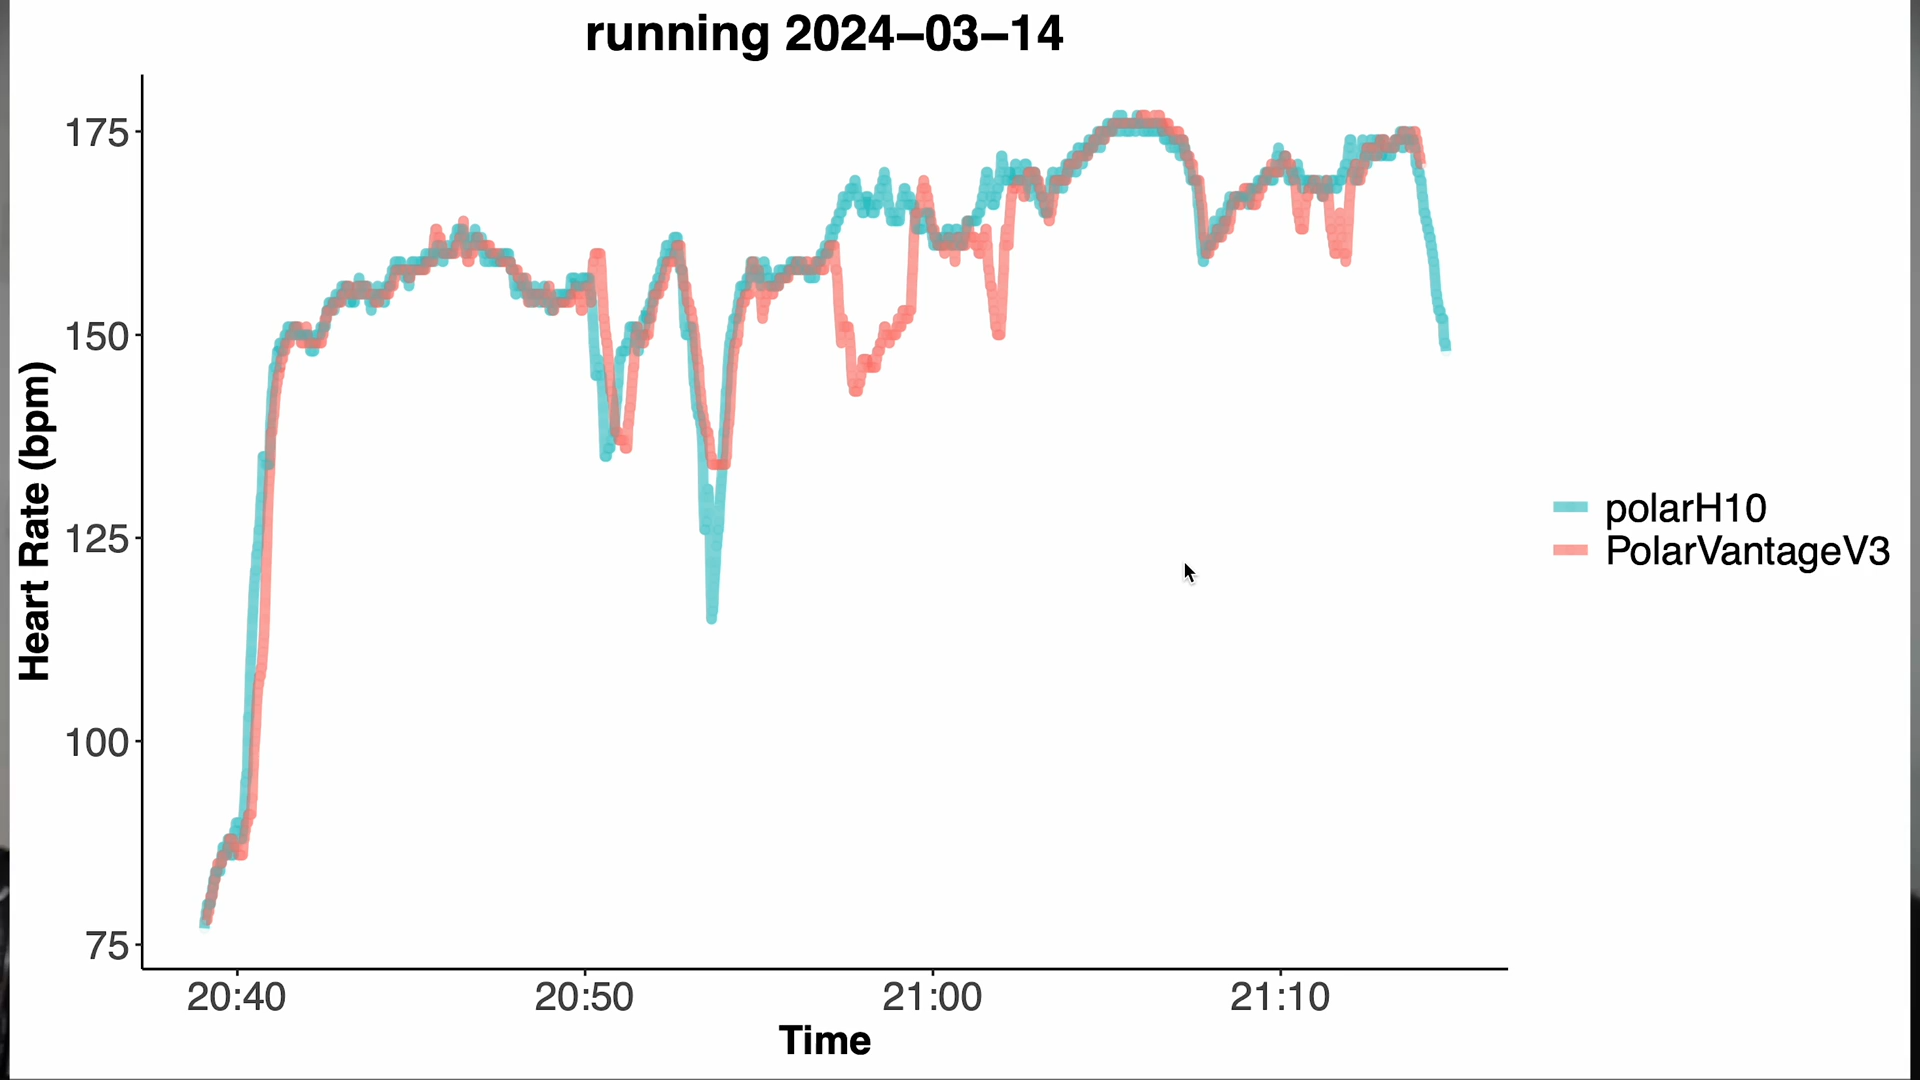 running 2024–03–14
Heart Rate (bpm)
175
150
125
100
75
20:40 20:50 21:00 21:10
Time
polarH10
PolarVantageV3